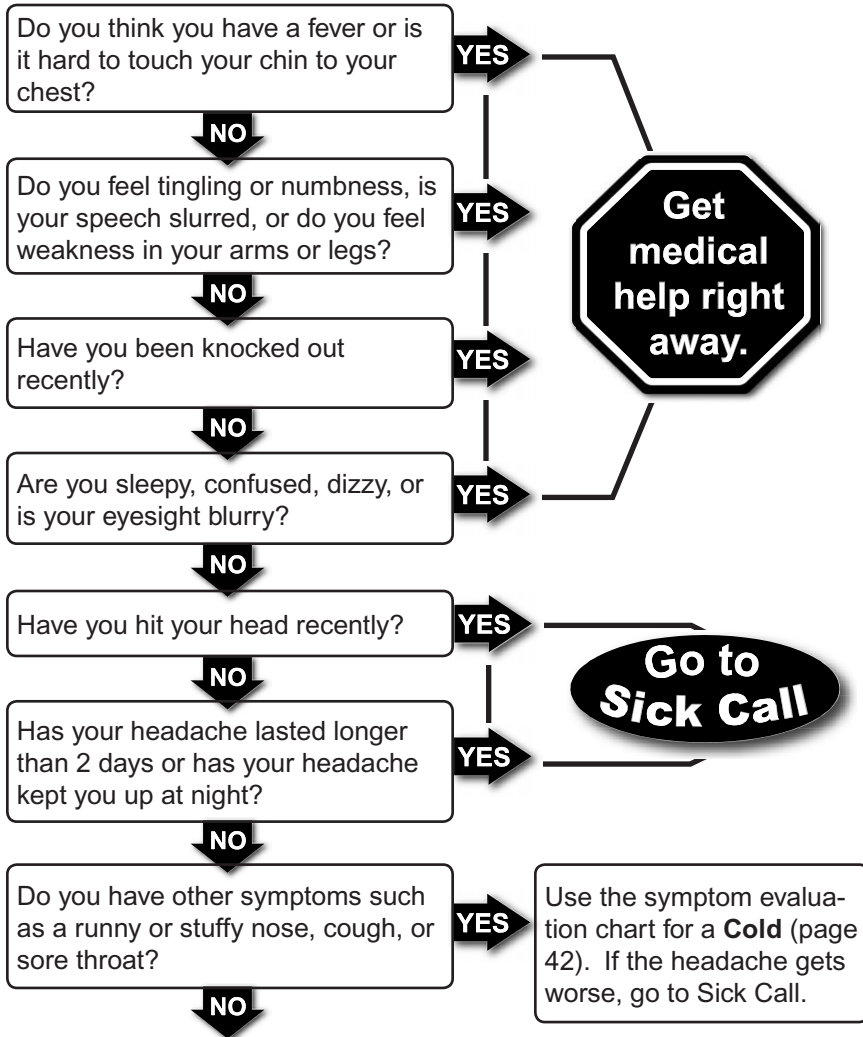 Do you think you have a fever or is
it hard to touch your chin to your
chest?
YES
NO
Do you feel tingling or numbness, is
your speech slurred, or do you feel
weakness in your arms or legs?
YES
Get
medical
help right
away.
NO
Have you been knocked out
recently?
YES
NO
Are you sleepy, confused, dizzy, or
is your eyesight blurry?
YES
NO
Have you hit your head recently?
YES
Go to
Sick Call
NO
Has your headache lasted longer
than 2 days or has your headache
kept you up at night?
YES
NO
Do you have other symptoms such
as a runny or stuffy nose, cough, or
sore throat?
YES
Use the symptom evalua-
tion chart for a Cold (page
42). If the headache gets
worse, go to Sick Call.
NO